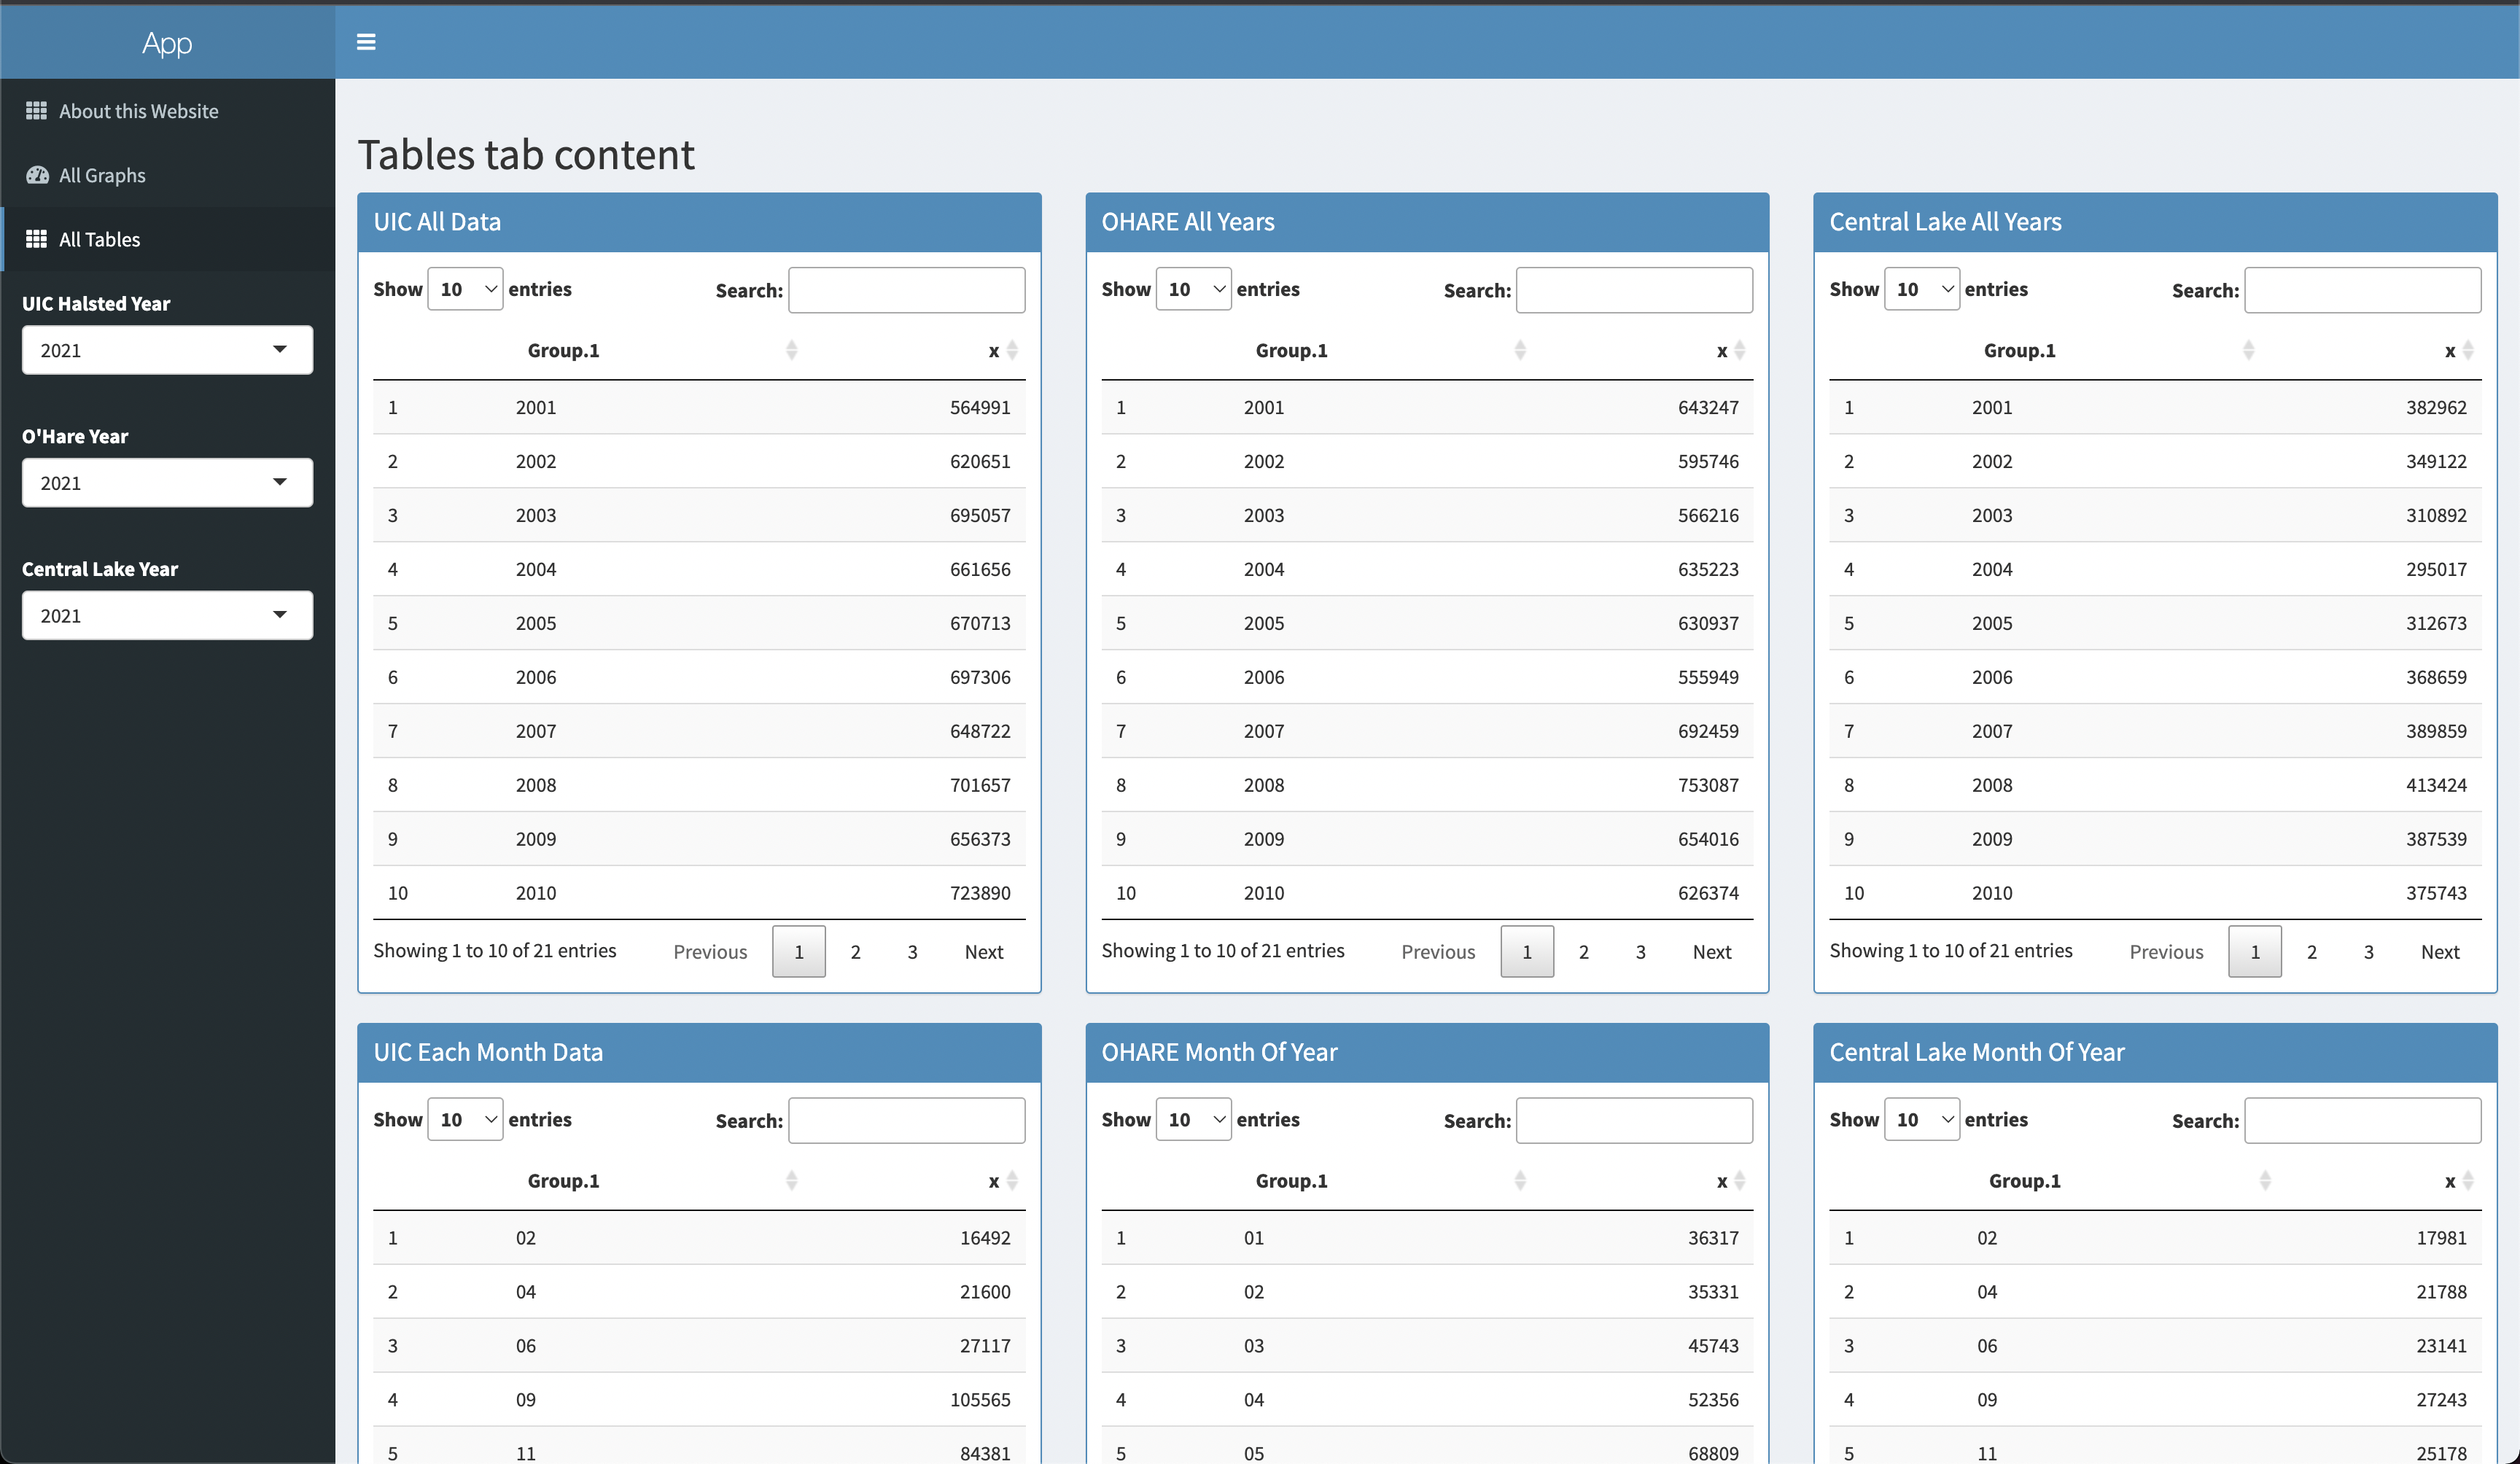 App
About this Website
All Graphs
All Tables
UIC Halsted Year
2021
O'Hare Year
2021
Central Lake Year
2021
Tables tab content
UIC All Data
Show 10 entries Search:
Group.1 x
1 2001 564991
2 2002 620651
3 2003 695057
4 2004 661656
5 2005 670713
6 2006 697306
7 2007 648722
8 2008 701657
9 2009 656373
10 2010 723890
Showing 1 to 10 of 21 entries Previous 1 2 3 Next
OHARE All Years
Show 10 entries Search:
Group.1 x
1 2001 643247
2 2002 595746
3 2003 566216
4 2004 635223
5 2005 630937
6 2006 555949
7 2007 692459
8 2008 753087
9 2009 654016
10 2010 626374
Showing 1 to 10 of 21 entries Previous 1 2 3 Next
Central Lake All Years
Show 10 entries Search:
Group.1 x
1 2001 382962
2 2002 349122
3 2003 310892
4 2004 295017
5 2005 312673
6 2006 368659
7 2007 389859
8 2008 413424
9 2009 387539
10 2010 375743
Showing 1 to 10 of 21 entries Previous 1 2 3 Next
UIC Each Month Data
Show 10 entries Search:
Group.1 x
1 02 16492
2 04 21600
3 06 27117
4 09 105565
5 11 84381
OHARE Month Of Year
Show 10 entries Search:
Group.1 x
1 01 36317
2 02 35331
3 03 45743
4 04 52356
5 05 68809
Central Lake Month Of Year
Show 10 entries Search:
Group.1 x
1 02 17981
2 04 21788
3 06 23141
4 09 27243
5 11 25178